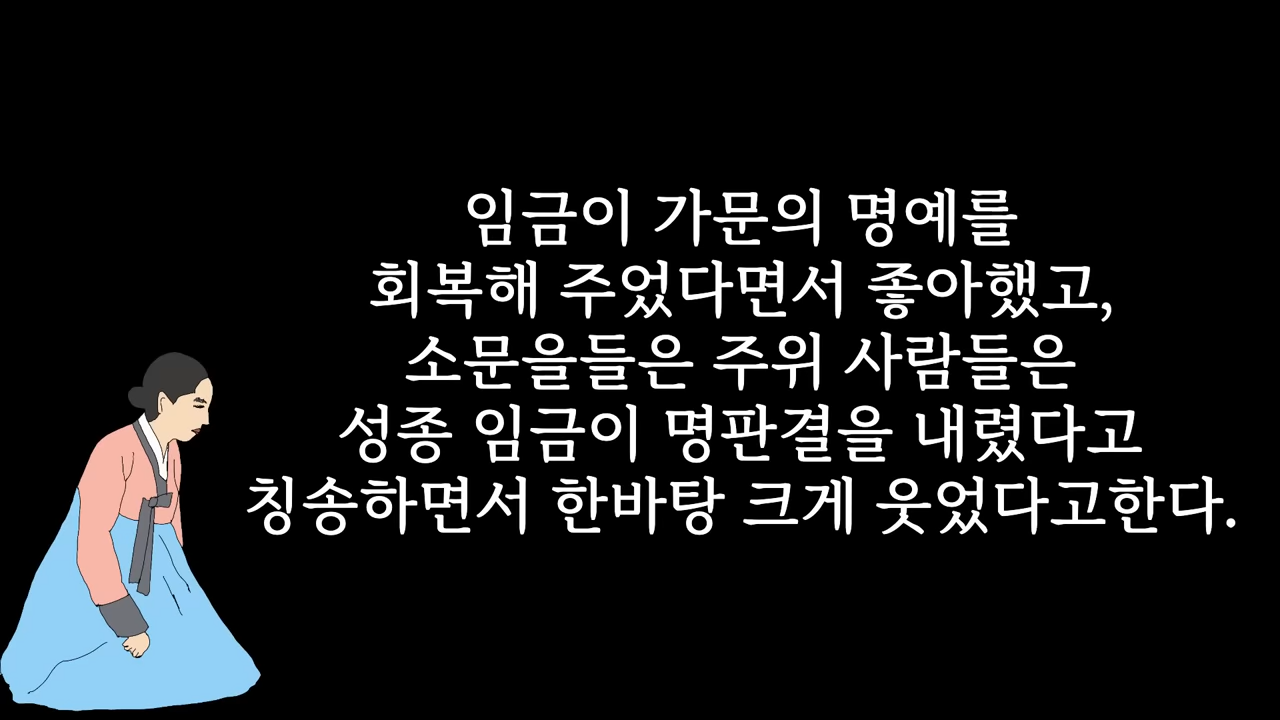 임금이 가문의 명예를
회복해 주었다면서 좋아했고,
소문을들은 주위 사람들은
성종 임금이 명판결을 내렸다고
칭송하면서 한바탕 크게 웃었다고한다.